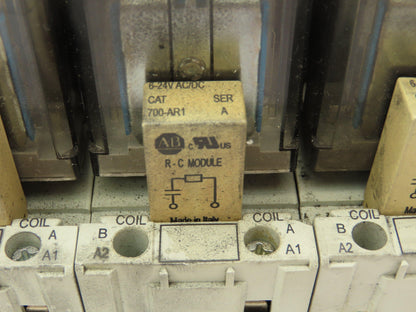 6-24V AC/DC
CAT SER
700-AR1 A
AB c UL US
R-C MODULE
Made in Italy
COIL A
A1
B COIL
A2
COIL A
A1
B COIL
A2